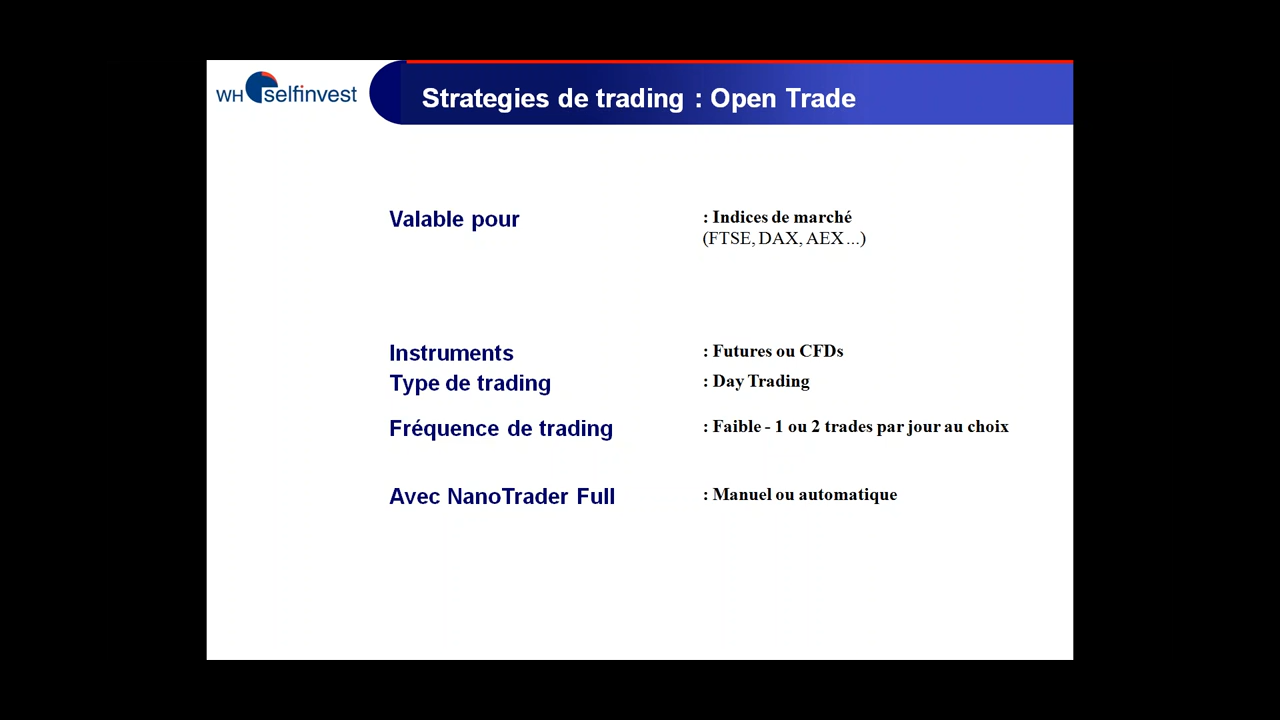 WH selfinvest
Strategies de trading : Open Trade
Valable pour : Indices de marché
(FTSE, DAX, AEX ...)
Instruments : Futures ou CFDs
Type de trading : Day Trading
Fréquence de trading : Faible - 1 ou 2 trades par jour au choix
Avec NanoTrader Full : Manuel ou automatique